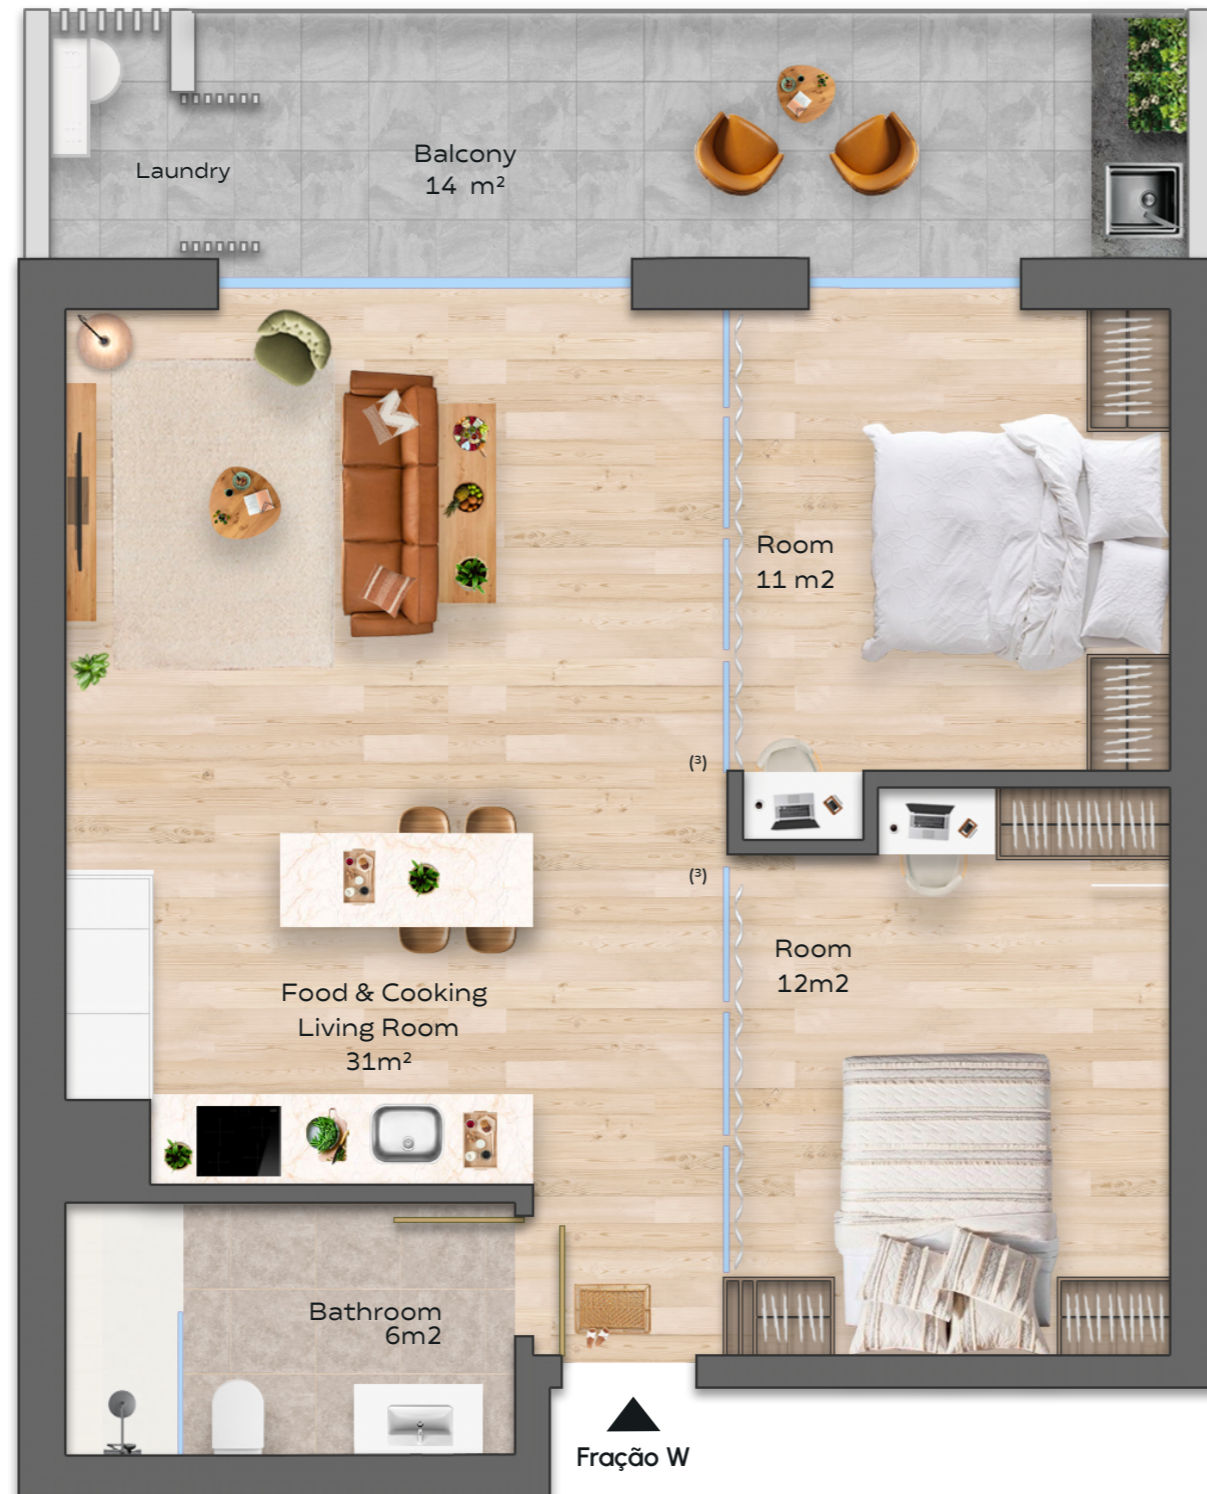 Laundry
Balcony
14 m²
Room
11 m2
(³)
(³)
Room
12m2
Food & Cooking
Living Room
31m²
Bathroom
6m2
Fração W